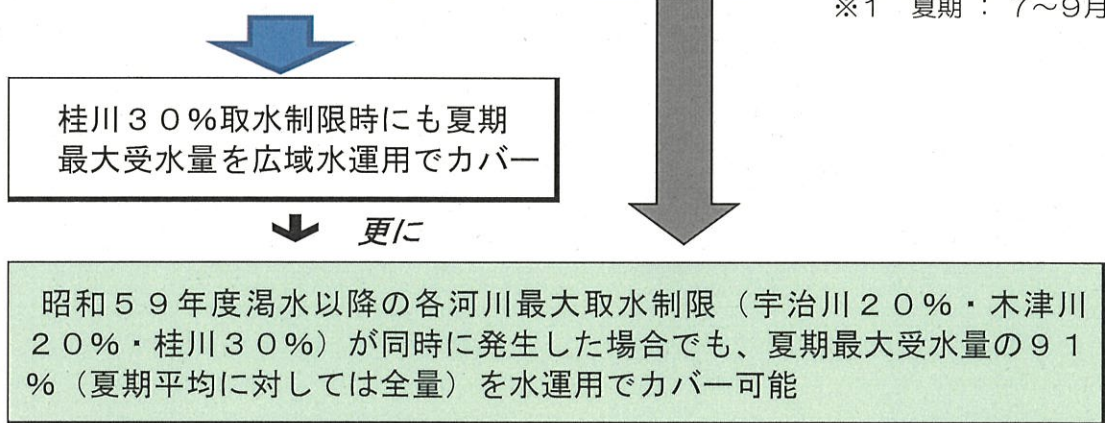 ※1　夏期 ： 7～9月
桂川３０％取水制限時にも夏期
最大受水量を広域水運用でカバー
更に
昭和５９年度渇水以降の各河川最大取水制限（宇治川２０％・木津川
２０％・桂川３０％）が同時に発生した場合でも、夏期最大受水量の９１
％（夏期平均に対しては全量）を水運用でカバー可能